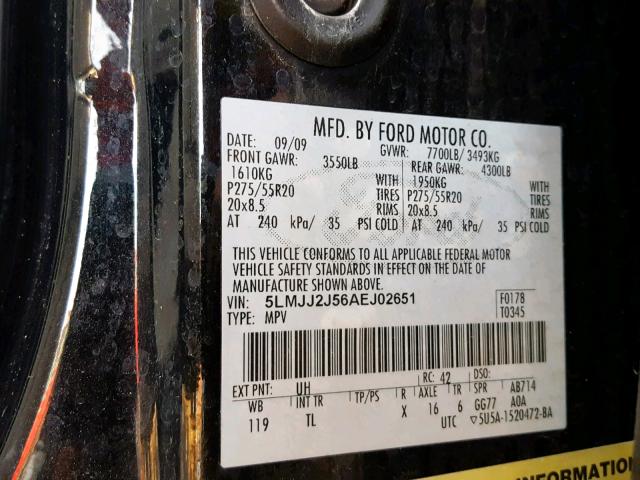 MFD. BY FORD MOTOR CO.
DATE: 09/09 GVWR: 7700LB/ 3493KG
FRONT GAWR: 3550LB REAR GAWR: 4300LB
1610KG WITH 1950KG WITH
P275/55R20 TIRES P275/55R20 TIRES
20x8.5 RIMS 20x8.5 RIMS
AT 240 kPa/ 35 PSI COLD AT 240 kPa/ 35 PSI COLD
THIS VEHICLE CONFORMS TO ALL APPLICABLE FEDERAL MOTOR
VEHICLE SAFETY STANDARDS IN EFFECT ON THE DATE OF
MANUFACTURE SHOWN ABOVE.
VIN: 5LMJJ2J56AEJ02651 F0178
TYPE: MPV T0345
EXT PNT: UH RC: 42 DSO:
WB INT TR TP/PS R AXLE TR SPR AB714
119 TL X 16 6 GG77 A0A
UTC ▽5U5A-1520472-BA
INFORMATION